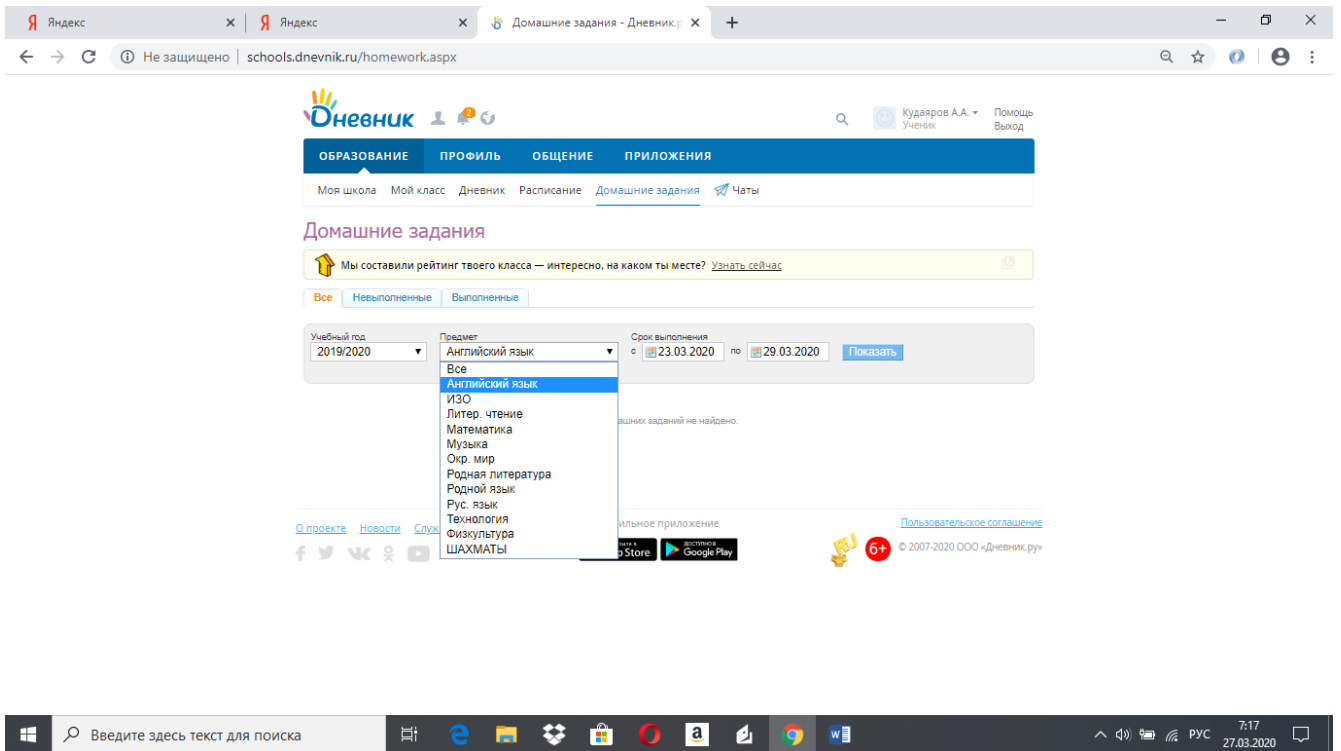 Яндекс
Яндекс
Домашние задания - Дневник.р
Не защищено | schools.dnevnik.ru/homework.aspx
Дневник
2
Кудаяров А.А.
Ученик
Помощь
Выход
ОБРАЗОВАНИЕ ПРОФИЛЬ ОБЩЕНИЕ ПРИЛОЖЕНИЯ
Моя школа Мой класс Дневник Расписание Домашние задания Чаты
Домашние задания
Мы составили рейтинг твоего класса — интересно, на каком ты месте? Узнать сейчас
Все Невыполненные Выполненные
Учебный год Предмет Срок выполнения
2019/2020 Английский язык с 23.03.2020 по 29.03.2020 Показать
Все
Английский язык
ИЗО
Литер. чтение
Математика
Музыка
Окр. мир
Родная литература
Родной язык
Рус. язык
Технология
Физкультура
ШАХМАТЫ
ашних заданий не найдено.
О проекте Новости Служ
ильное приложение
Пользовательское соглашение
Store
ДОСТУПНО В
Google Play
6+
© 2007-2020 ООО «Дневник.ру»
Введите здесь текст для поиска
РУС
7:17
27.03.2020